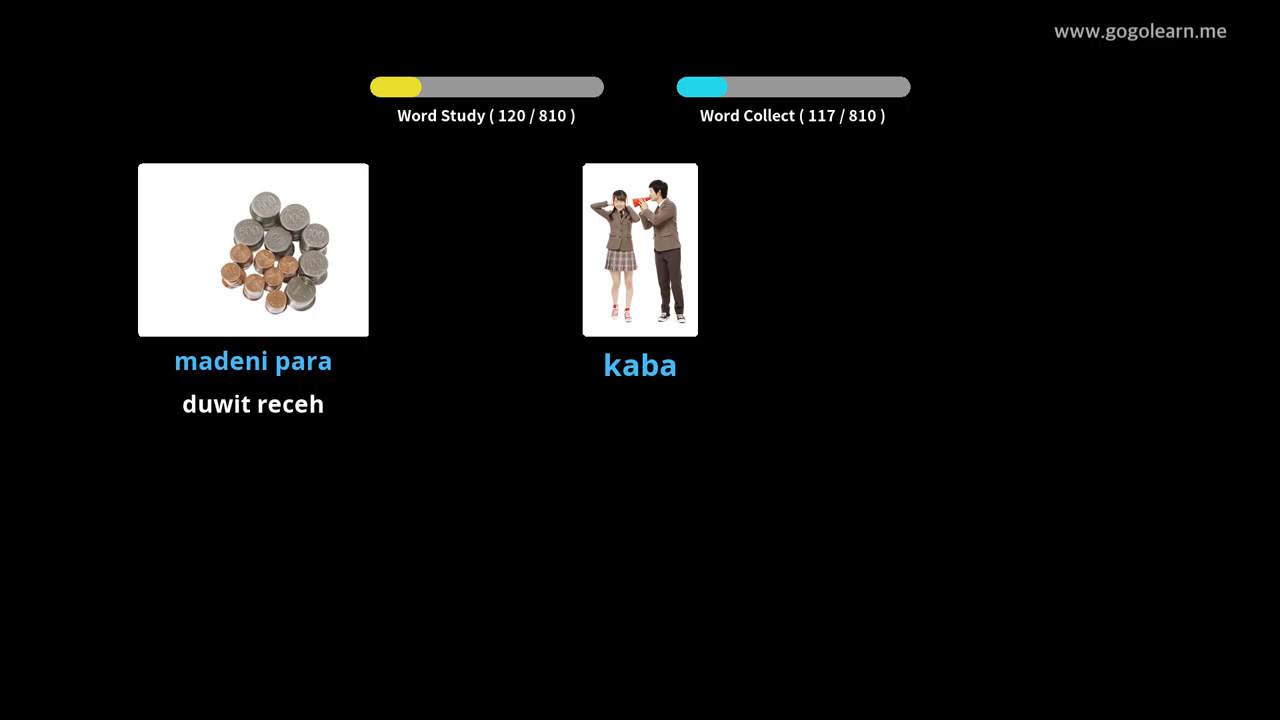 www.gogolearn.me
Word Study ( 120 / 810 )
Word Collect ( 117 / 810 )
madeni para
duwit receh
kaba